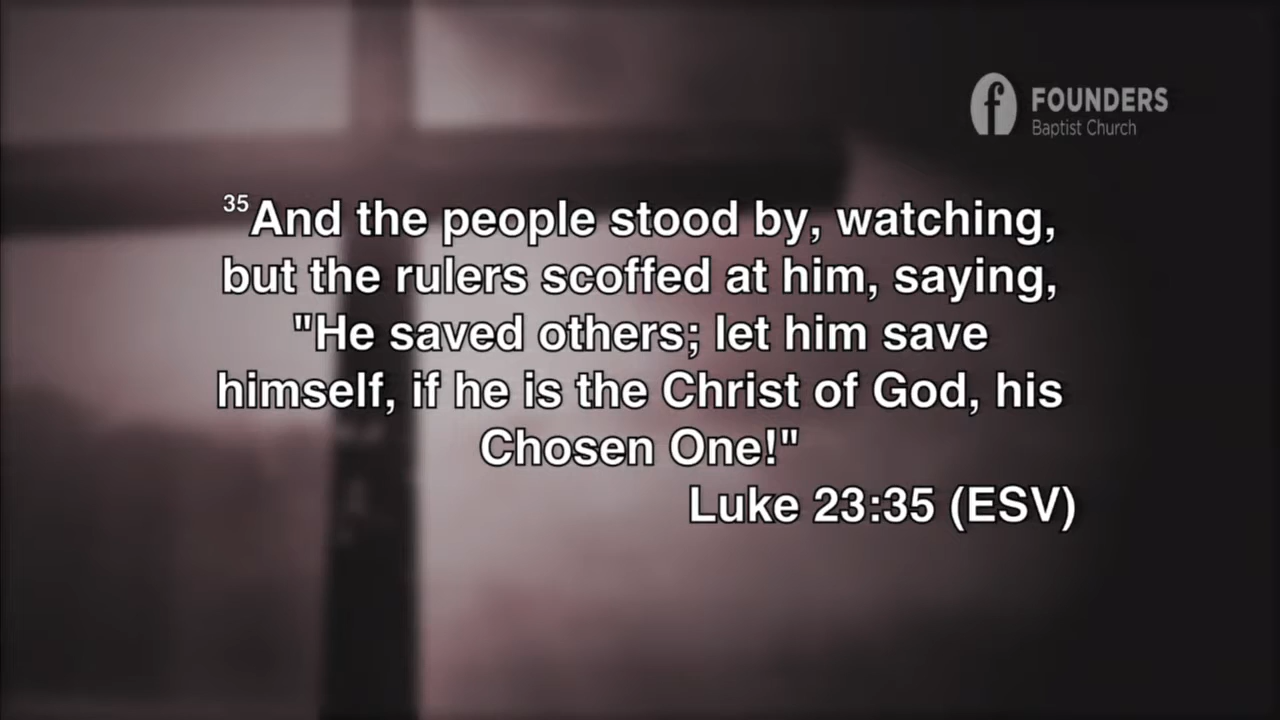 FOUNDERS
Baptist Church
35And the people stood by, watching,
but the rulers scoffed at him, saying,
"He saved others; let him save
himself, if he is the Christ of God, his
Chosen One!"
Luke 23:35 (ESV)